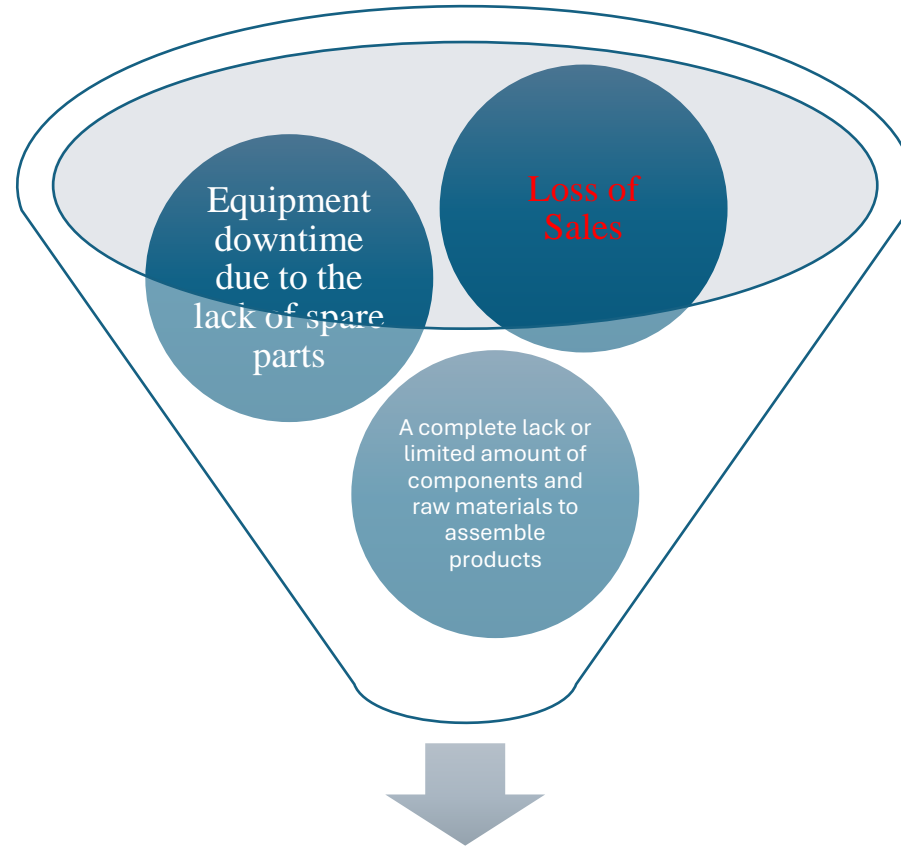 Equipment
downtime
due to the
lack of spare
parts
Loss of
Sales
A complete lack or
limited amount of
components and
raw materials to
assemble
products